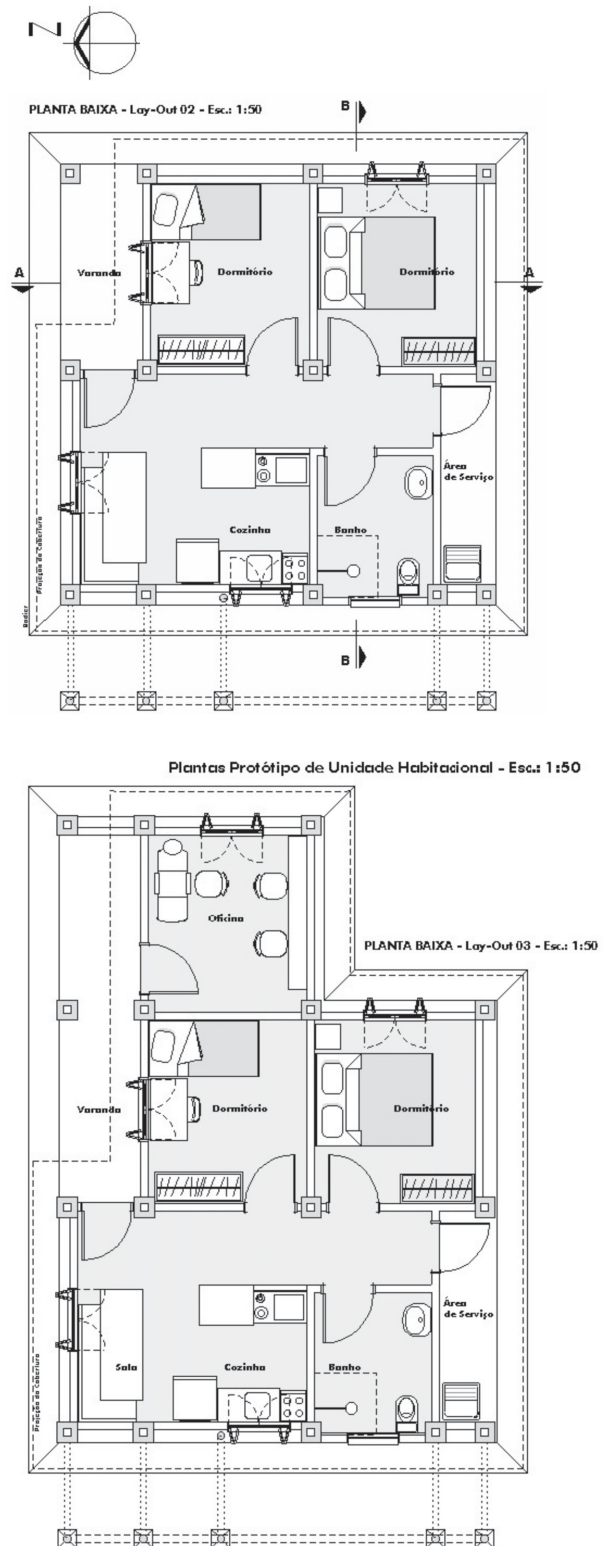 N
PLANTA BAIXA - Lay-Out 02 - Esc.: 1:50
B
A
Varanda
Dormitório
Dormitório
A
Área
de Serviço
Cozinha
Banho
Projeção da Cobertura
Radier
B
Plantas Protótipo de Unidade Habitacional - Esc.: 1:50
Oficina
PLANTA BAIXA - Lay-Out 03 - Esc.: 1:50
Varanda
Dormitório
Dormitório
Área
de Serviço
Sala
Cozinha
Banho
Projeção da Cobertura